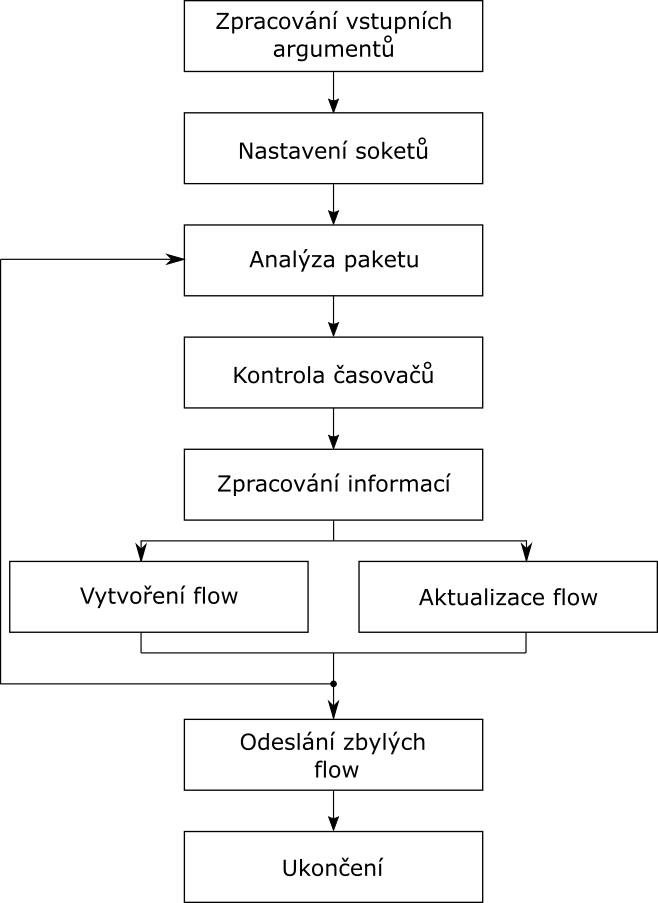 Zpracování vstupních
argumentů
Nastavení soketů
Analýza paketu
Kontrola časovačů
Zpracování informací
Vytvoření flow
Aktualizace flow
Odeslání zbylých
flow
Ukončení